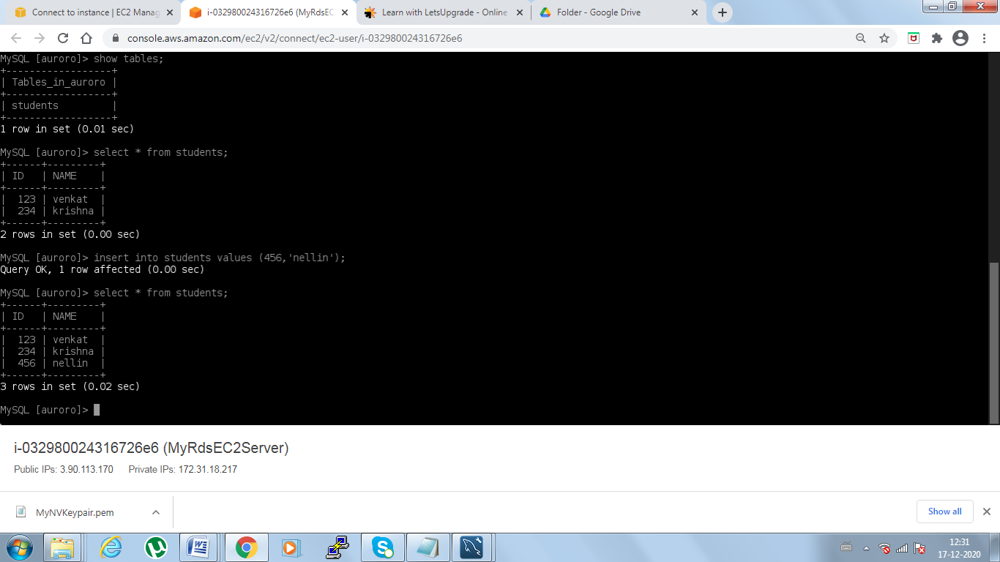 Connect to instance | EC2 Manag
i-032980024316726e6 (MyRdsEC
Learn with LetsUpgrade - Online
Folder - Google Drive
console.aws.amazon.com/ec2/v2/connect/ec2-user/i-032980024316726e6
MySQL [auroro]> show tables;
+------------------+
| Tables_in_auroro |
+------------------+
| students         |
+------------------+
1 row in set (0.01 sec)
MySQL [auroro]> select * from students;
+------+---------+
| ID   | NAME    |
+------+---------+
|  123 | venkat  |
|  234 | krishna |
+------+---------+
2 rows in set (0.00 sec)
MySQL [auroro]> insert into students values (456,'nellin');
Query OK, 1 row affected (0.00 sec)
MySQL [auroro]> select * from students;
+------+---------+
| ID   | NAME    |
+------+---------+
|  123 | venkat  |
|  234 | krishna |
|  456 | nellin  |
+------+---------+
3 rows in set (0.02 sec)
MySQL [auroro]>
i-032980024316726e6 (MyRdsEC2Server)
Public IPs: 3.90.113.170 Private IPs: 172.31.18.217
MyNVKeypair.pem
Show all
12:31
17-12-2020